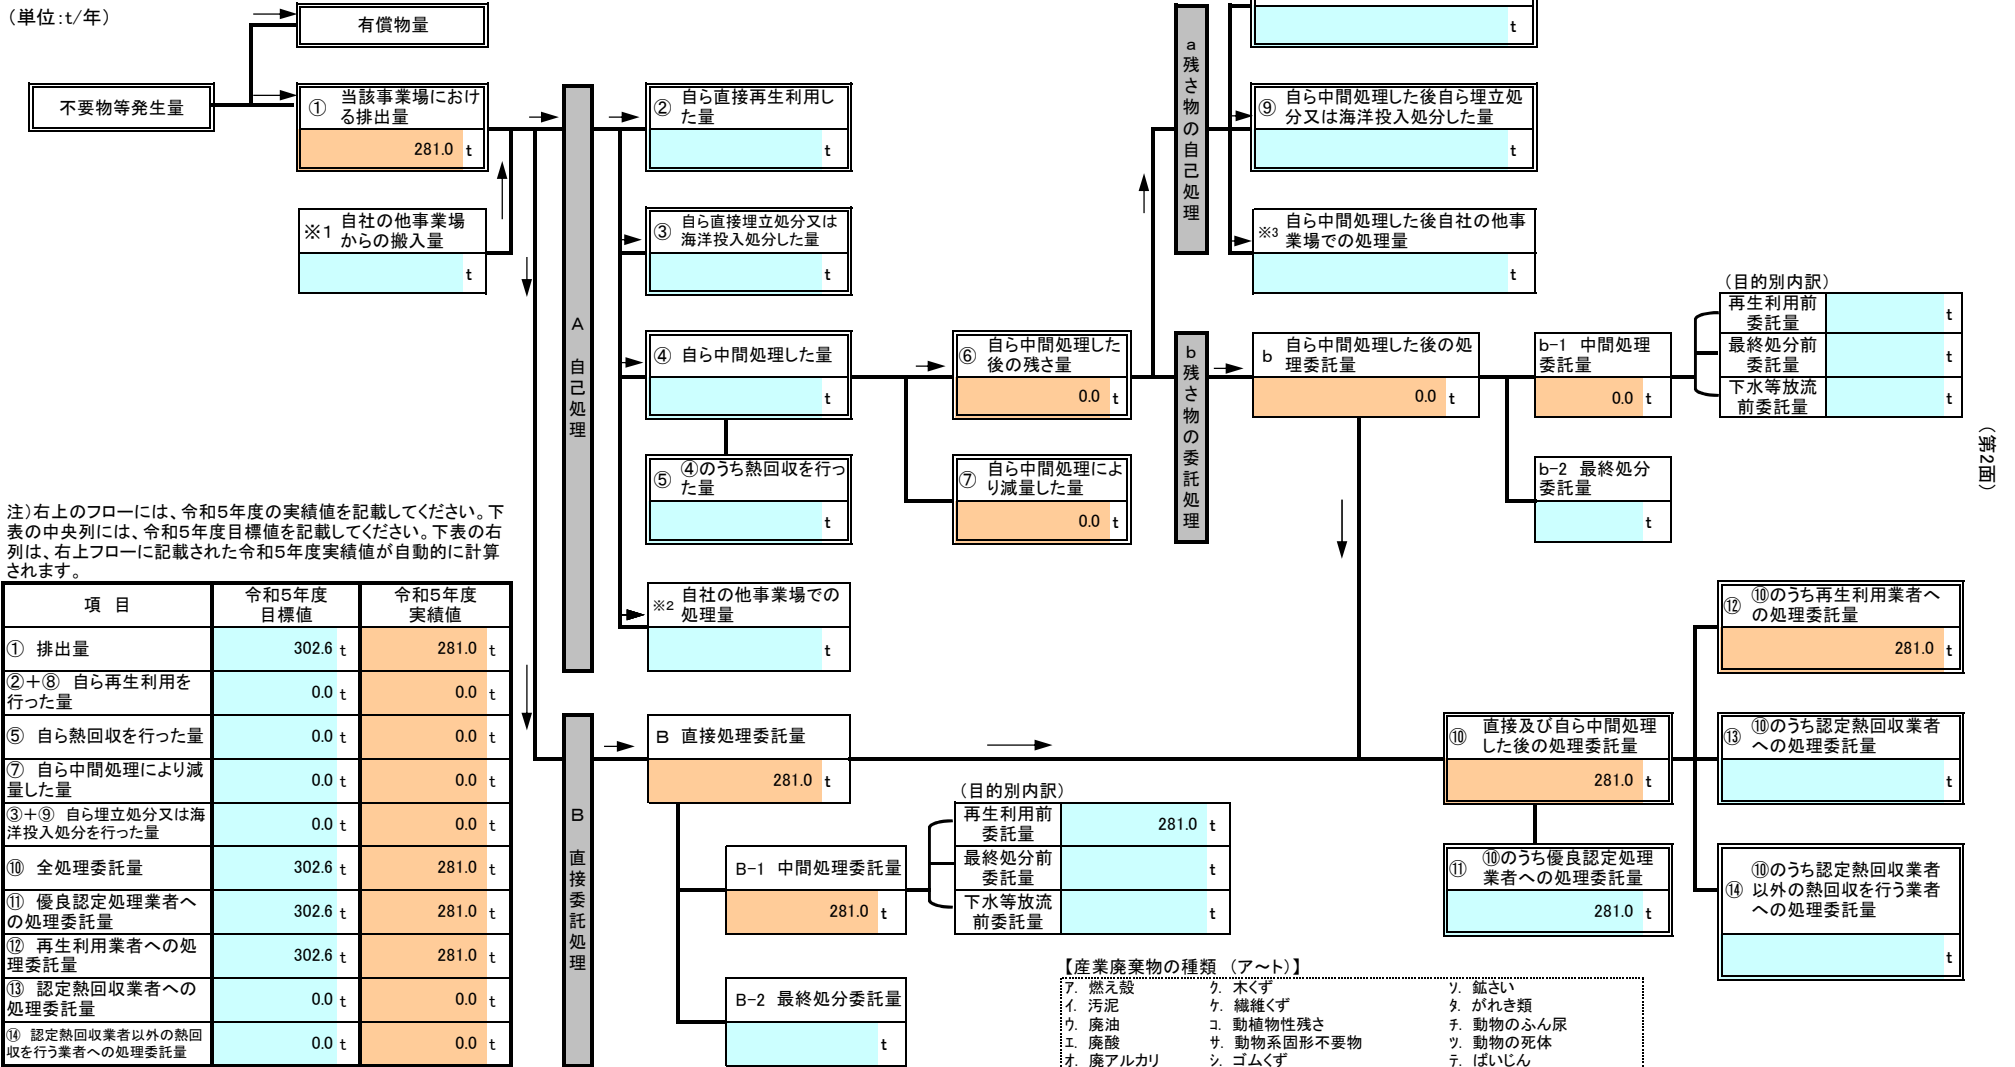 （単位：t/年）
有償物量
不要物等発生量
① 当該事業場におけ
る排出量
281.0 t
※1 自社の他事業場
からの搬入量
t
A 自己処理
② 自ら直接再生利用し
た量
t
③ 自ら直接埋立処分又は
海洋投入処分した量
t
④ 自ら中間処理した量
t
⑤ ④のうち熱回収を行っ
た量
t
※2 自社の他事業場での
処理量
t
⑥ 自ら中間処理した
後の残さ量
0.0 t
⑦ 自ら中間処理によ
り減量した量
0.0 t
a 残さ物の自己処理
t
⑨ 自ら中間処理した後自ら埋立処
分又は海洋投入処分した量
t
※3 自ら中間処理した後自社の他事
業場での処理量
t
b 残さ物の委託処理
b 自ら中間処理した後の処
理委託量
0.0 t
b-1 中間処理
委託量
0.0 t
b-2 最終処分
委託量
t
（目的別内訳）
再生利用前
委託量
t
最終処分前
委託量
t
下水等放流
前委託量
t
（第2面）
注）右上のフローには、令和5年度の実績値を記載してください。下
表の中央列には、令和5年度目標値を記載してください。下表の右
列は、右上フローに記載された令和5年度実績値が自動的に計算
されます。
項 目
令和5年度
目標値
令和5年度
実績値
① 排出量
302.6 t 281.0 t
②＋⑧ 自ら再生利用を
行った量
0.0 t 0.0 t
⑤ 自ら熱回収を行った量
0.0 t 0.0 t
⑦ 自ら中間処理により減
量した量
0.0 t 0.0 t
③＋⑨ 自ら埋立処分又は海
洋投入処分を行った量
0.0 t 0.0 t
⑩ 全処理委託量
302.6 t 281.0 t
⑪ 優良認定処理業者へ
の処理委託量
302.6 t 281.0 t
⑫ 再生利用業者への処
理委託量
302.6 t 281.0 t
⑬ 認定熱回収業者への
処理委託量
0.0 t 0.0 t
⑭ 認定熱回収業者以外の熱回
収を行う業者への処理委託量
0.0 t 0.0 t
B 直接委託処理
B 直接処理委託量
281.0 t
B-1 中間処理委託量
281.0 t
B-2 最終処分委託量
t
（目的別内訳）
再生利用前
委託量
281.0 t
最終処分前
委託量
t
下水等放流
前委託量
t
⑩ 直接及び自ら中間処理
した後の処理委託量
281.0 t
⑪ ⑩のうち優良認定処理
業者への処理委託量
281.0 t
⑫ ⑩のうち再生利用業者へ
の処理委託量
281.0 t
⑬ ⑩のうち認定熱回収業者
への処理委託量
t
⑭ ⑩のうち認定熱回収業者
以外の熱回収を行う業者
への処理委託量
t
【産業廃棄物の種類 （ア～ト）】
ア. 燃え殻 ク. 木くず ソ. 鉱さい
イ. 汚泥 ケ. 繊維くず タ. がれき類
ウ. 廃油 コ. 動植物性残さ チ. 動物のふん尿
エ. 廃酸 サ. 動物系固形不要物 ツ. 動物の死体
オ. 廃アルカリ シ. ゴムくず テ. ばいじん